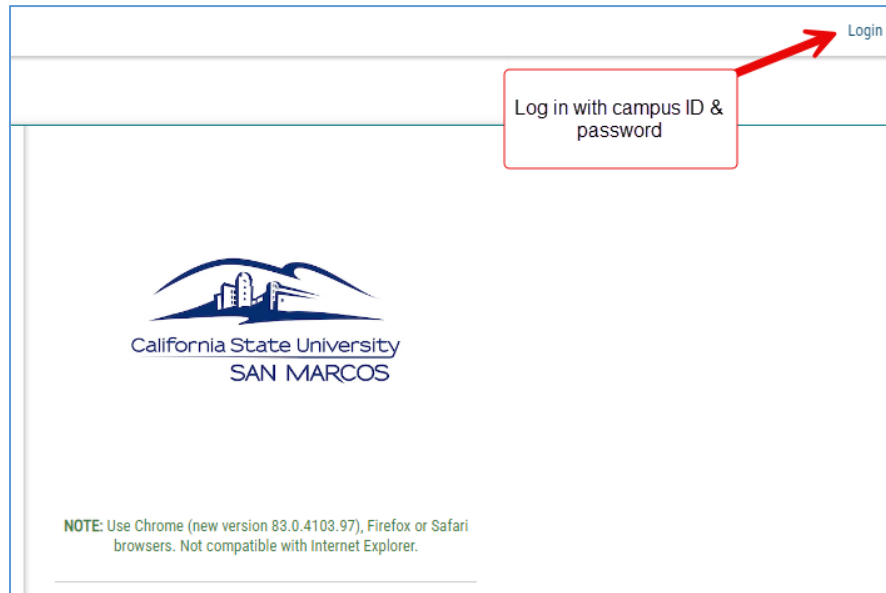 Login
Log in with campus ID &
password
California State University
SAN MARCOS
NOTE: Use Chrome (new version 83.0.4103.97), Firefox or Safari
browsers. Not compatible with Internet Explorer.